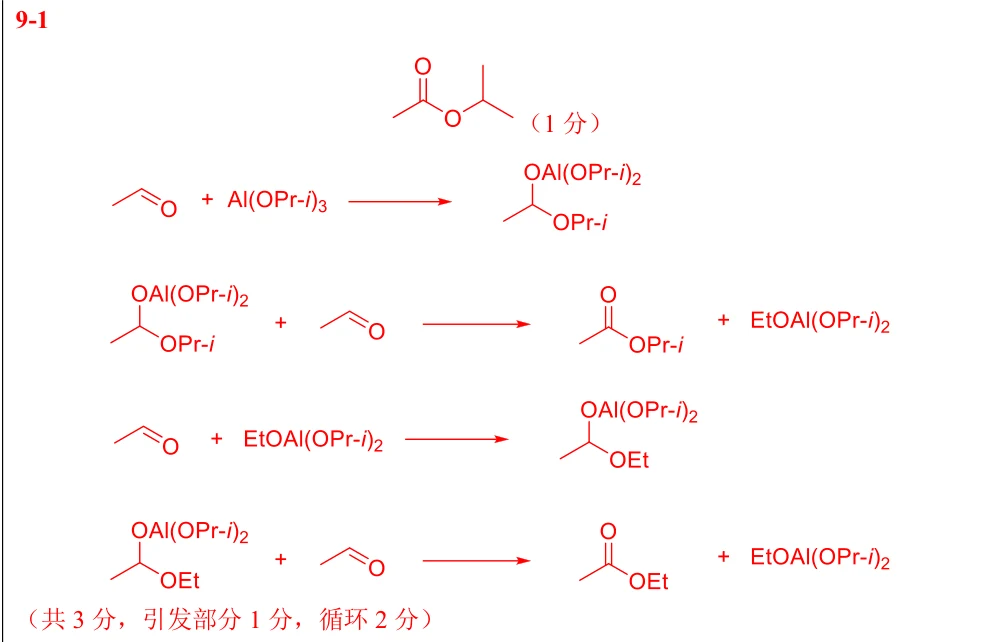 9-1
O
O (1 分)
OAl(OPr-i)2
O + Al(OPr-i)3 OPr-i
OAl(OPr-i)2 O
OPr-i + O OPr-i + EtOAl(OPr-i)2
OAl(OPr-i)2
O + EtOAl(OPr-i)2 OEt
OAl(OPr-i)2 O
OEt + O OEt + EtOAl(OPr-i)2
(共 3 分，引发部分 1 分，循环 2 分)